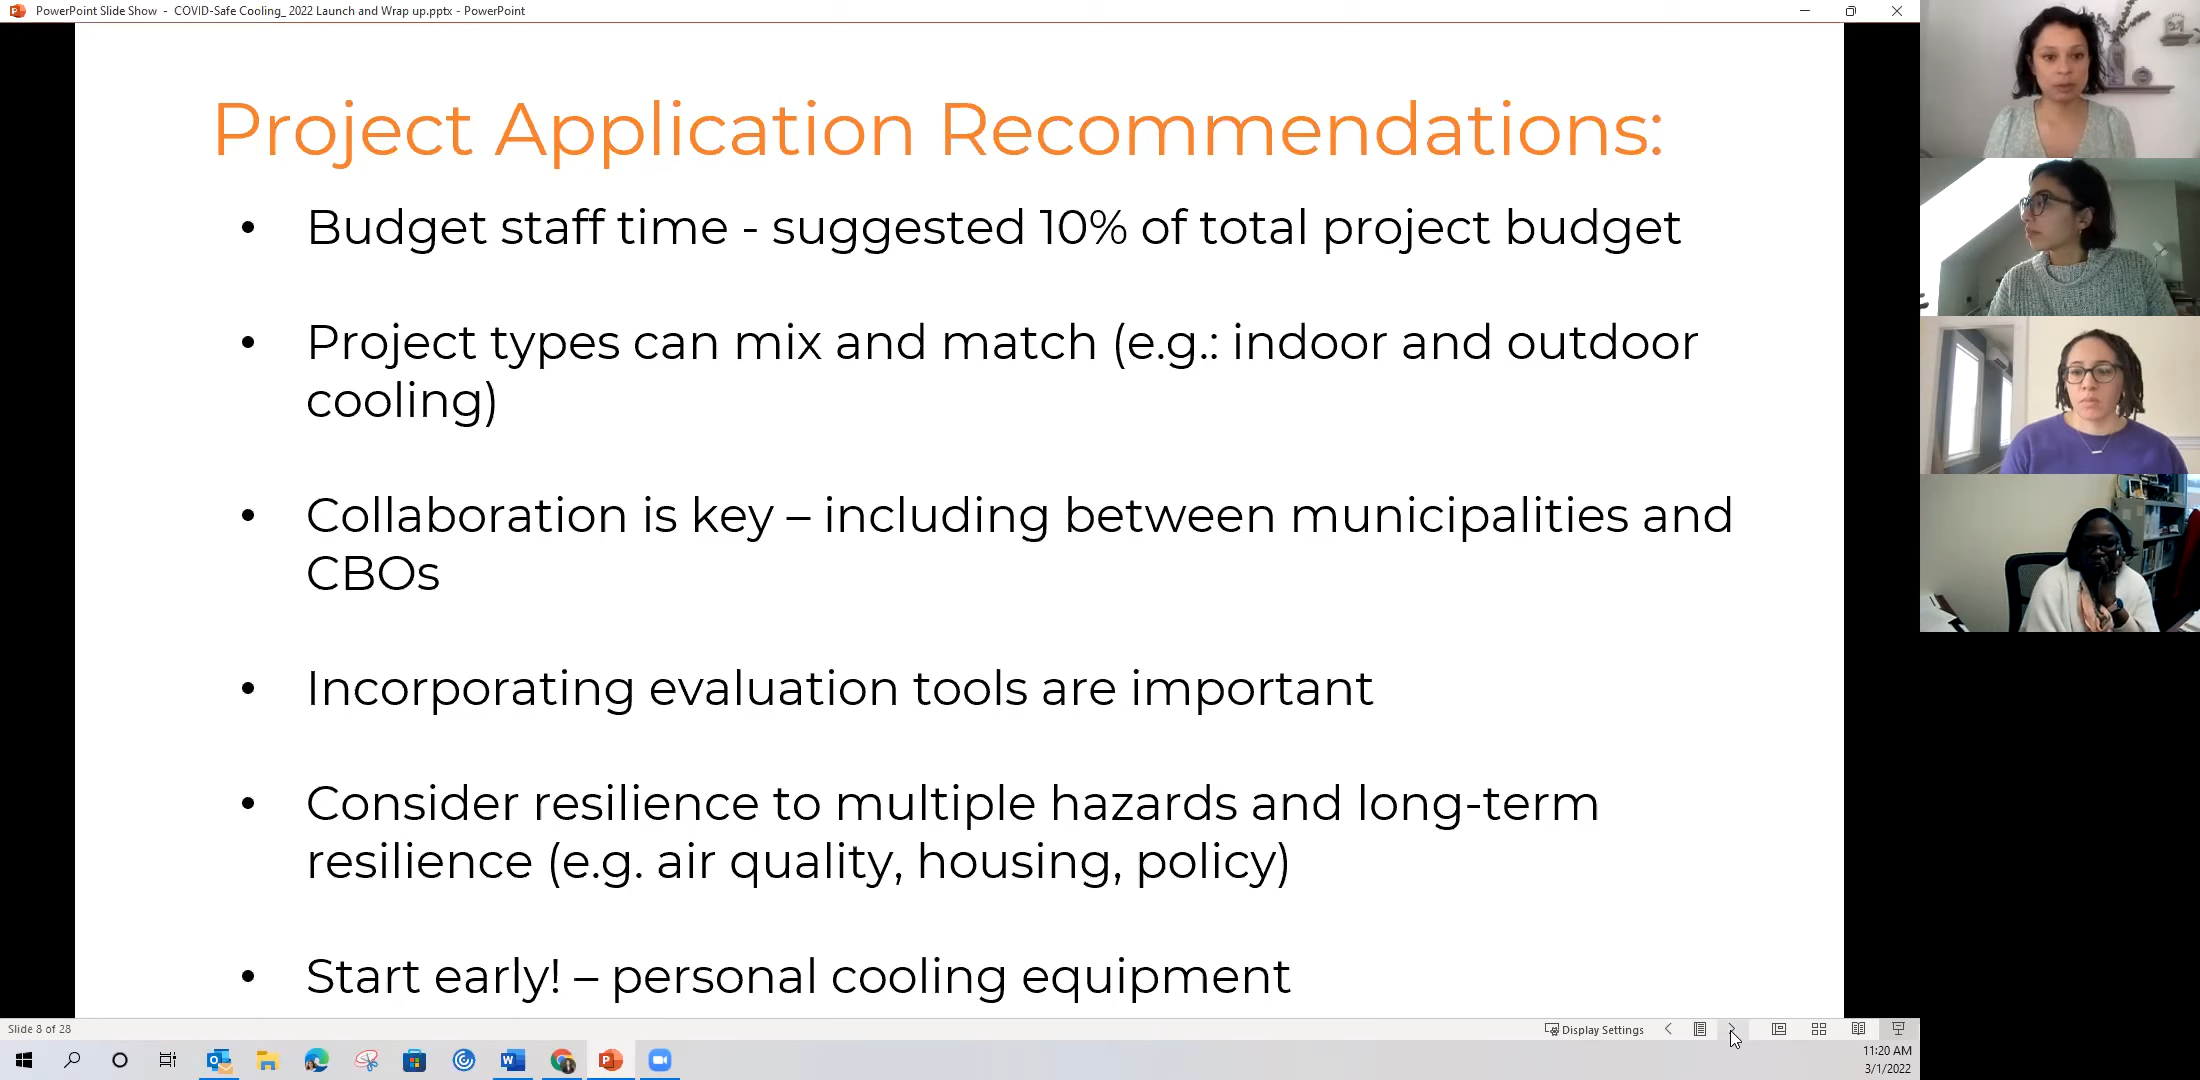 PowerPoint Slide Show - COVID-Safe Cooling_ 2022 Launch and Wrap up.pptx - PowerPoint
Project Application Recommendations:
• Budget staff time - suggested 10% of total project budget
• Project types can mix and match (e.g.: indoor and outdoor
cooling)
• Collaboration is key – including between municipalities and
CBOs
• Incorporating evaluation tools are important
• Consider resilience to multiple hazards and long-term
resilience (e.g. air quality, housing, policy)
• Start early! – personal cooling equipment
Slide 8 of 28
Display Settings
11:20 AM
3/1/2022